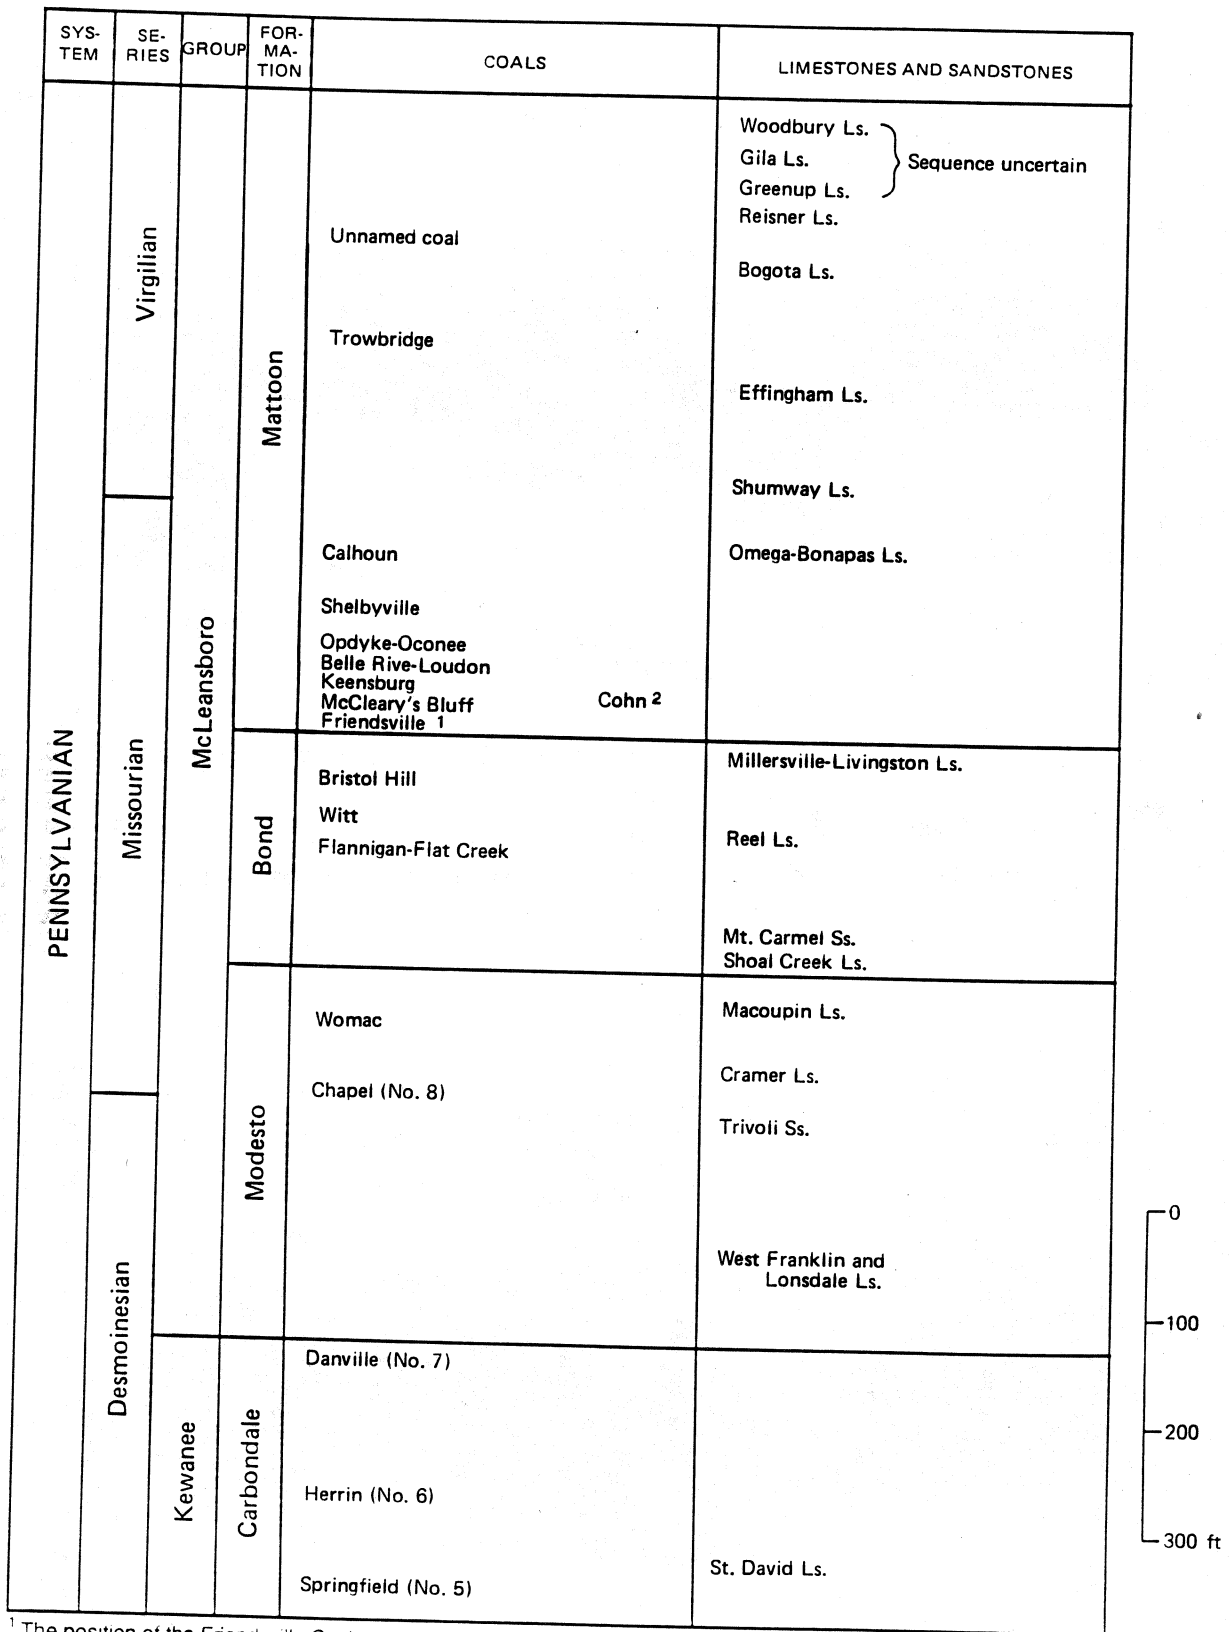 SYS-
TEM
SE-
RIES
GROUP
FOR-
MA-
TION
COALS
LIMESTONES AND SANDSTONES
PENNSYLVANIAN
Virgilian
Missourian
Desmoinesian
McLeansboro
Kewanee
Mattoon
Bond
Modesto
Carbondale
Unnamed coal
Trowbridge
Calhoun
Shelbyville
Opdyke-Oconee
Belle Rive-Loudon
Keensburg
McCleary's Bluff
Cohn 2
Friendsville 1
Bristol Hill
Witt
Flannigan-Flat Creek
Womac
Chapel (No. 8)
Danville (No. 7)
Herrin (No. 6)
Springfield (No. 5)
Woodbury Ls.
Gila Ls.
Greenup Ls.
Sequence uncertain
Reisner Ls.
Bogota Ls.
Effingham Ls.
Shumway Ls.
Omega-Bonapas Ls.
Millersville-Livingston Ls.
Reel Ls.
Mt. Carmel Ss.
Shoal Creek Ls.
Macoupin Ls.
Cramer Ls.
Trivoli Ss.
West Franklin and
Lonsdale Ls.
St. David Ls.
0
100
200
300 ft
1 The position of the